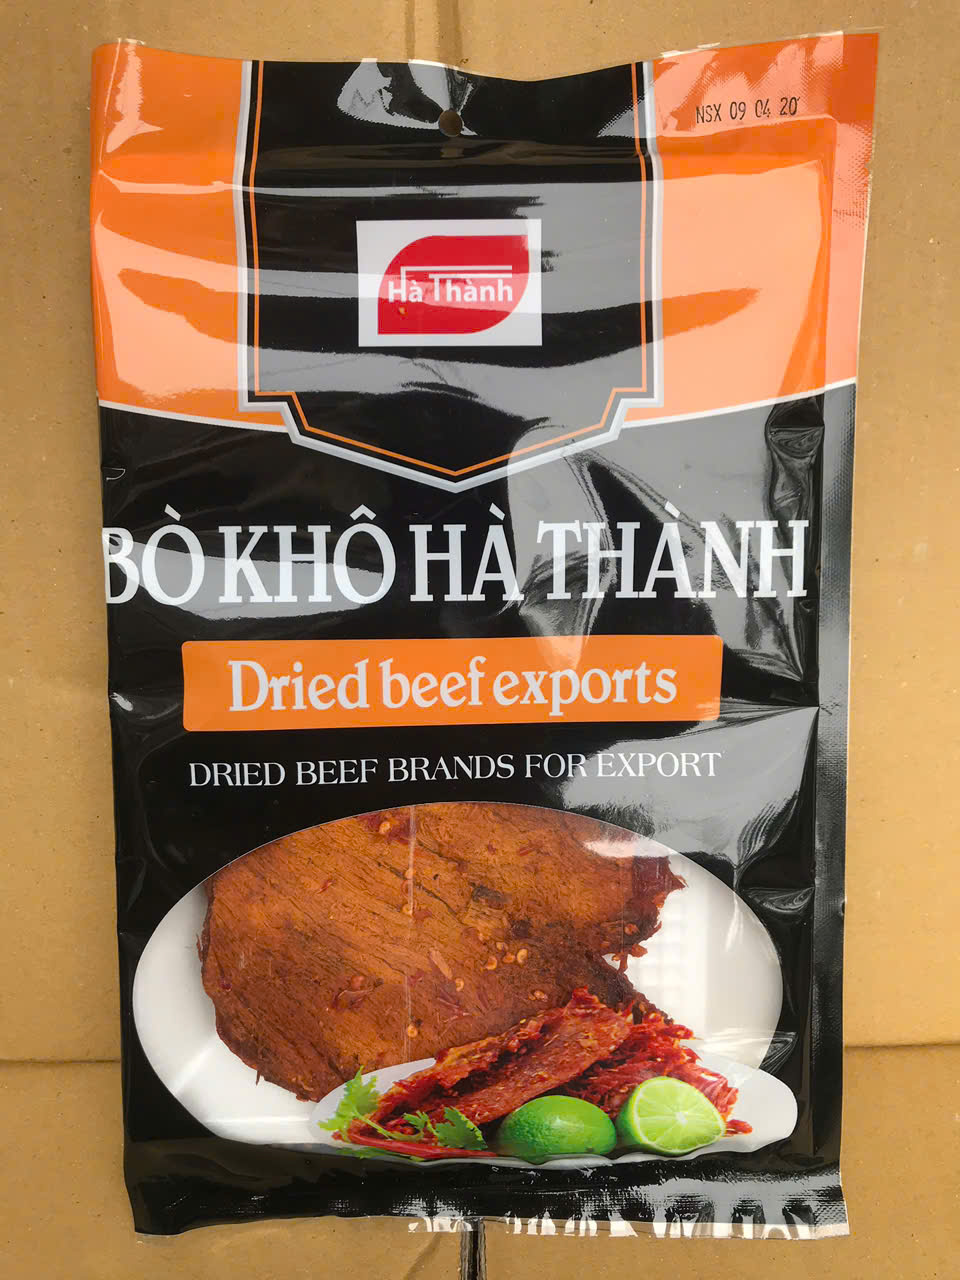 NSX 09 04 20
Hà Thành
BÒ KHÔ HÀ THÀNH
Dried beef exports
DRIED BEEF BRANDS FOR EXPORT